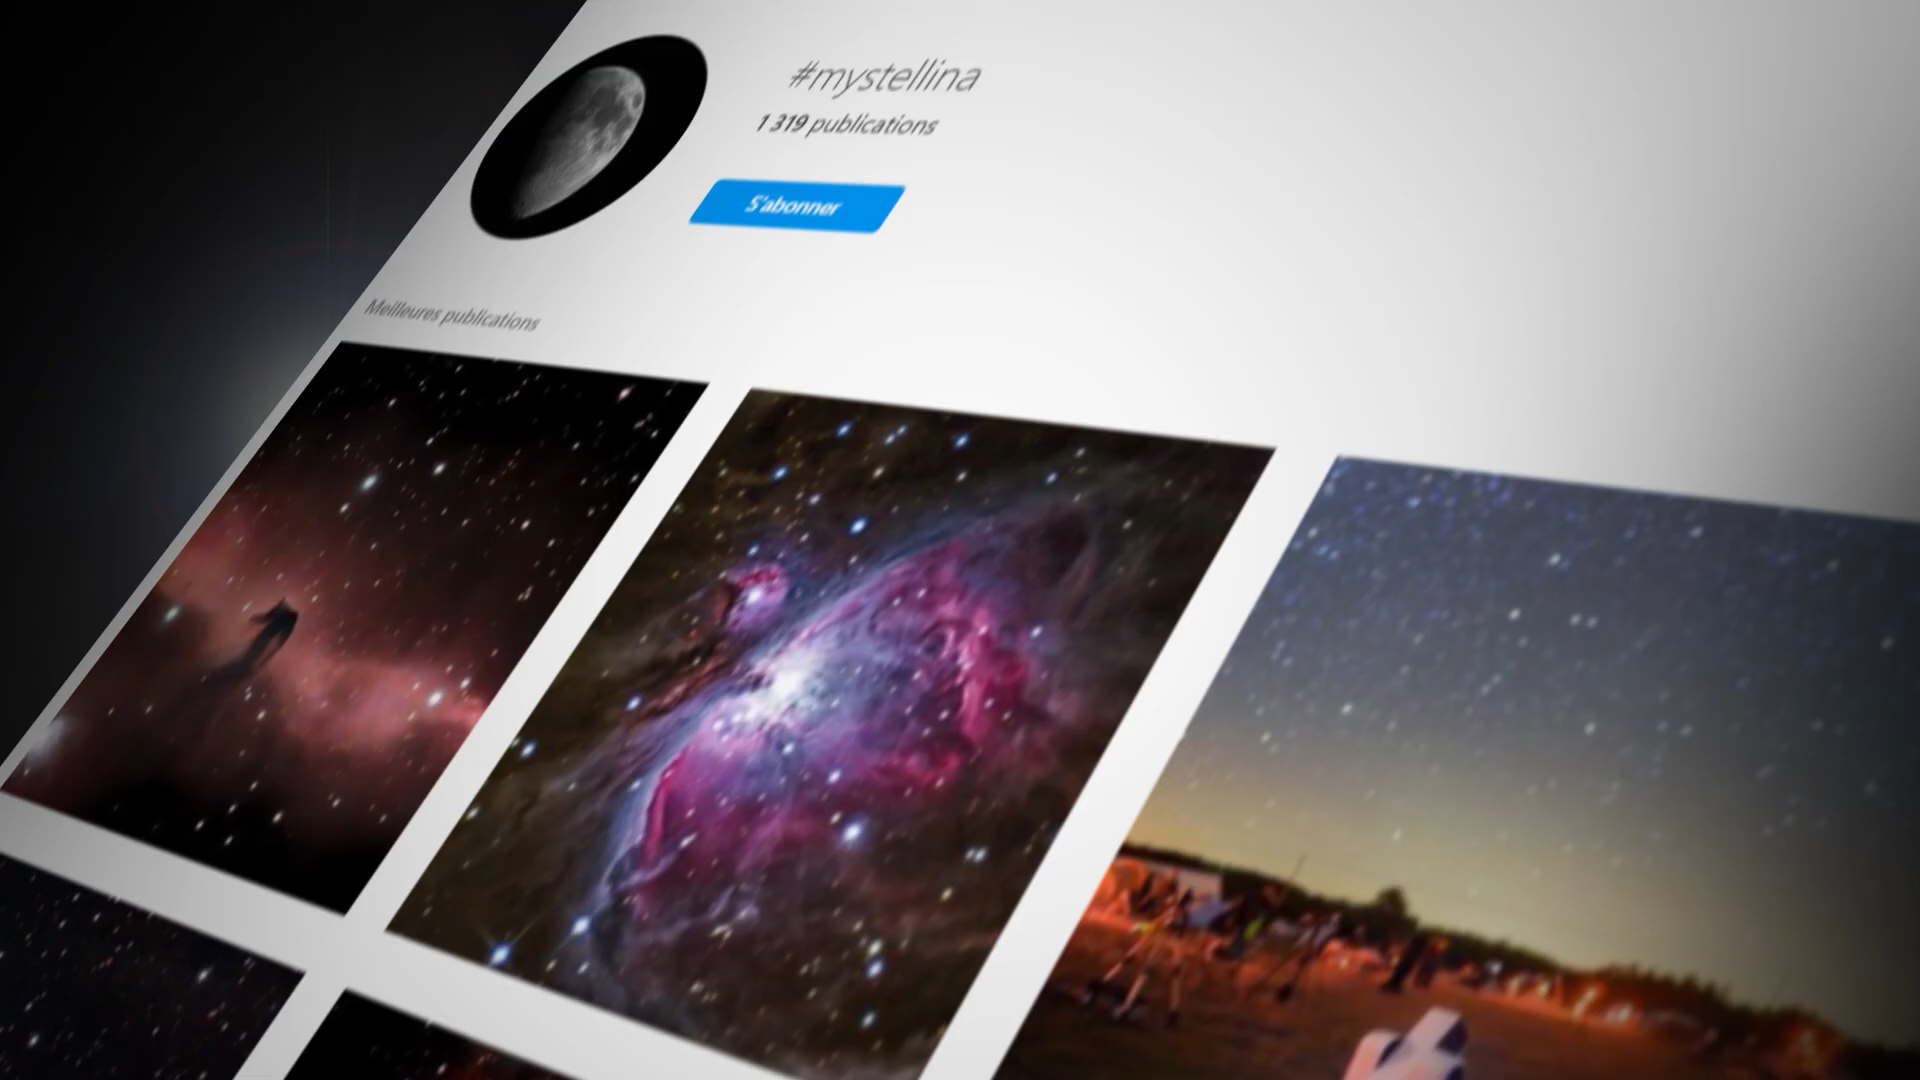 #mystellina
1 319 publications
S'abonner
Meilleures publications